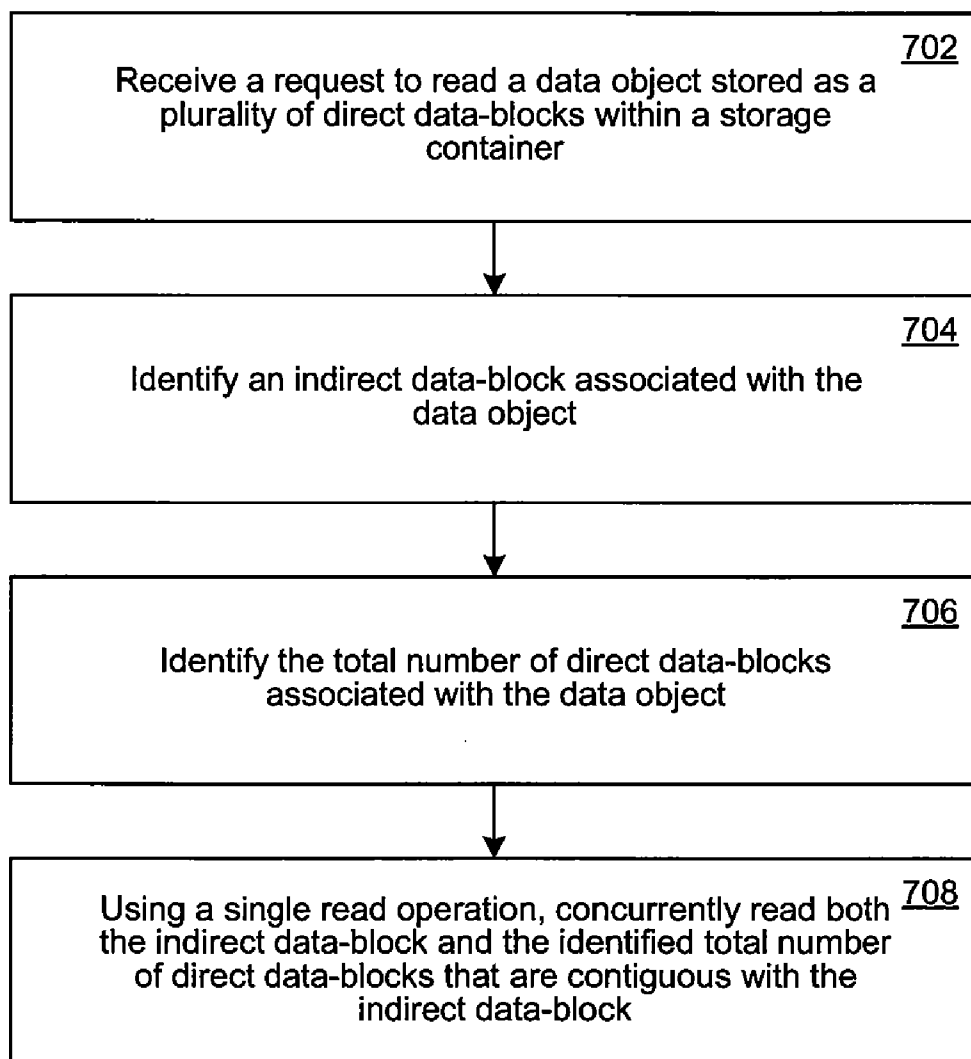 702
Receive a request to read a data object stored as a
plurality of direct data-blocks within a storage
container
704
Identify an indirect data-block associated with the
data object
706
Identify the total number of direct data-blocks
associated with the data object
708
Using a single read operation, concurrently read both
the indirect data-block and the identified total number
of direct data-blocks that are contiguous with the
indirect data-block